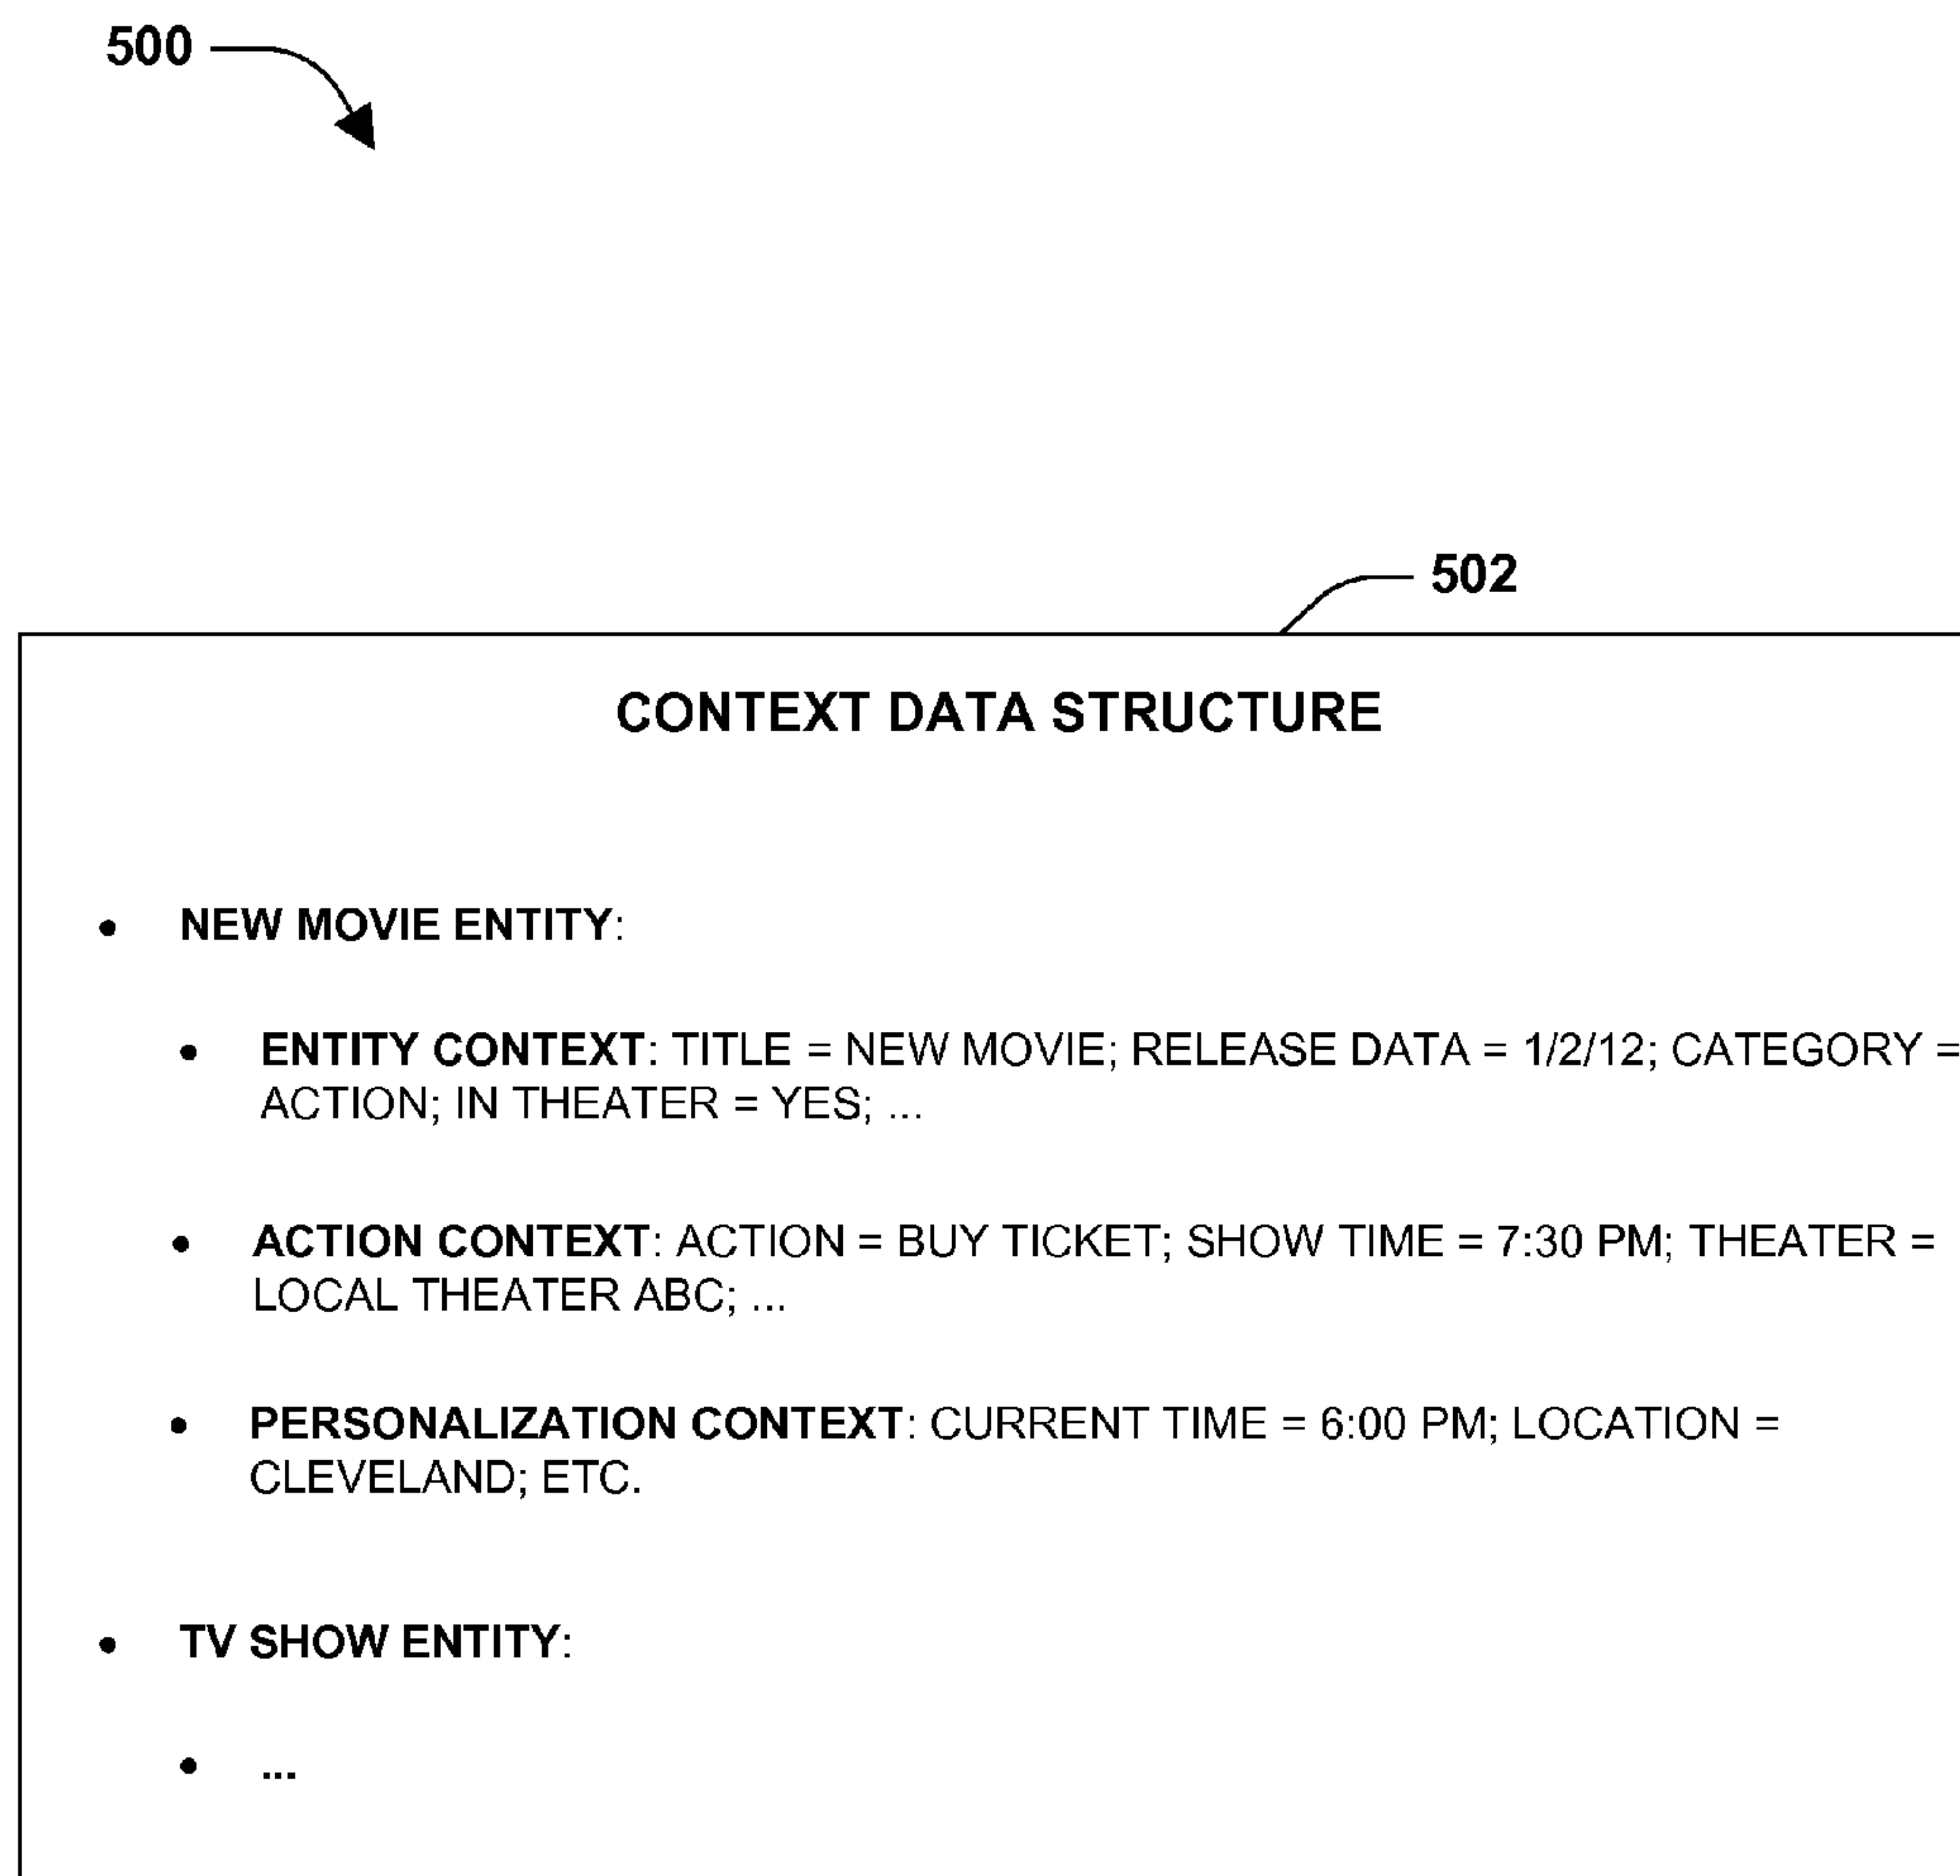 500
502
CONTEXT DATA STRUCTURE
• NEW MOVIE ENTITY:
• ENTITY CONTEXT: TITLE = NEW MOVIE; RELEASE DATA = 1/2/12; CATEGORY =
ACTION; IN THEATER = YES; ...
• ACTION CONTEXT: ACTION = BUY TICKET; SHOW TIME = 7:30 PM; THEATER =
LOCAL THEATER ABC; ...
• PERSONALIZATION CONTEXT: CURRENT TIME = 6:00 PM; LOCATION =
CLEVELAND; ETC.
• TV SHOW ENTITY:
• ...